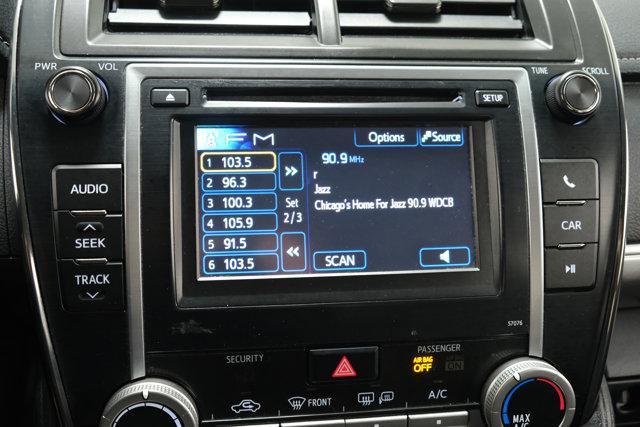 PWR VOL
TUNE SCROLL
SETUP
FM Options Source
1 103.5
2 96.3
3 100.3
4 105.9
5 91.5
6 103.5
Set
2/3
90.9 MHz
r
Jazz
Chicago's Home For Jazz 90.9 WDCB
SCAN
AUDIO
SEEK
TRACK
CAR
57076
SECURITY
PASSENGER
AIR BAG
OFF
AIR BAG
ON
FRONT
A/C
MAX
A/C